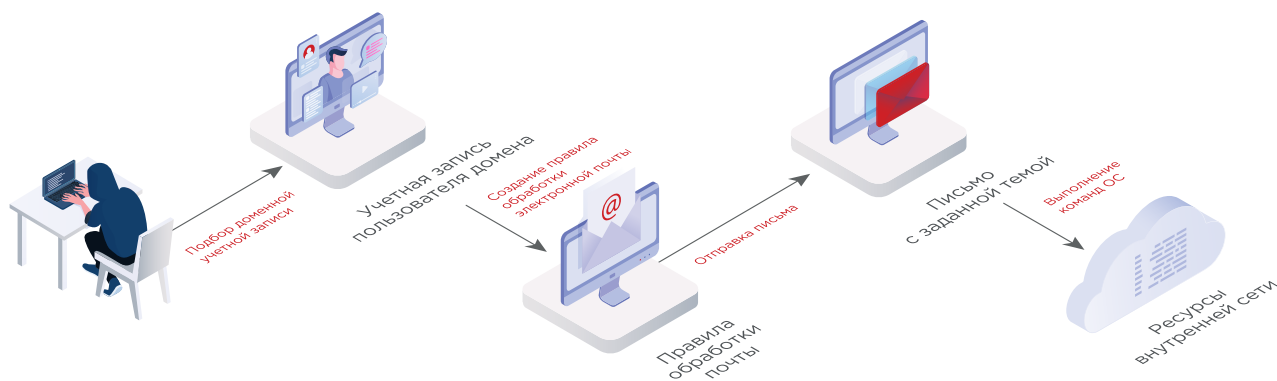 Подбор доменной
учетной записи
Учетная запись
пользователя домена
Создание правила
обработки
электронной почты
@
Правила
обработки
почты
Отправка письма
Письмо
с заданной темой
Выполнение
команд ОС
Ресурсы
внутренней сети